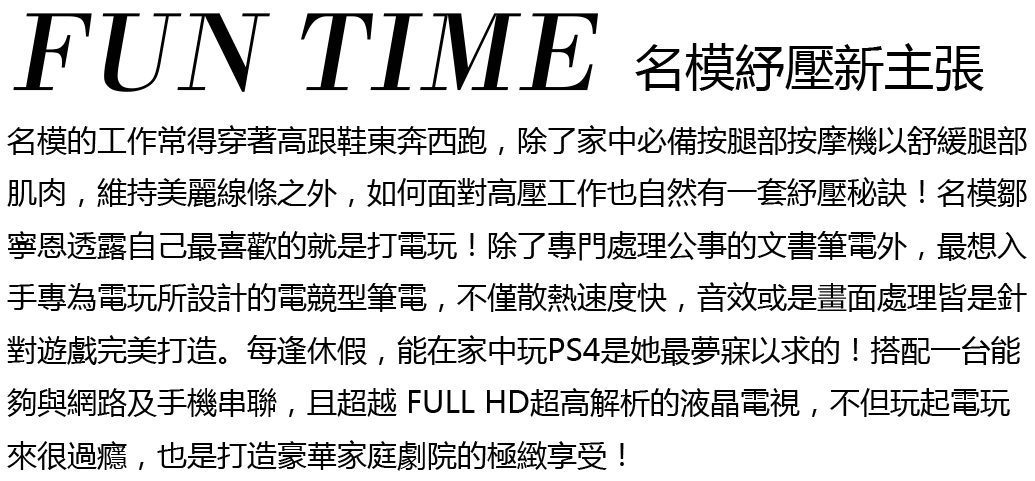 FUN TIME 名模紓壓新主張
名模的工作常得穿著高跟鞋東奔西跑，除了家中必備按腿部按摩機以舒緩腿部
肌肉，維持美麗線條之外，如何面對高壓工作也自然有一套紓壓秘訣！名模鄒
寧恩透露自己最喜歡的就是打電玩！除了專門處理公事的文書筆電外，最想入
手專為電玩所設計的電競型筆電，不僅散熱速度快，音效或是畫面處理皆是針
對遊戲完美打造。每逢休假，能在家中玩PS4是她最夢寐以求的！搭配一台能
夠與網路及手機串聯，且超越 FULL HD超高解析的液晶電視，不但玩起電玩
來很過癮，也是打造豪華家庭劇院的極緻享受！